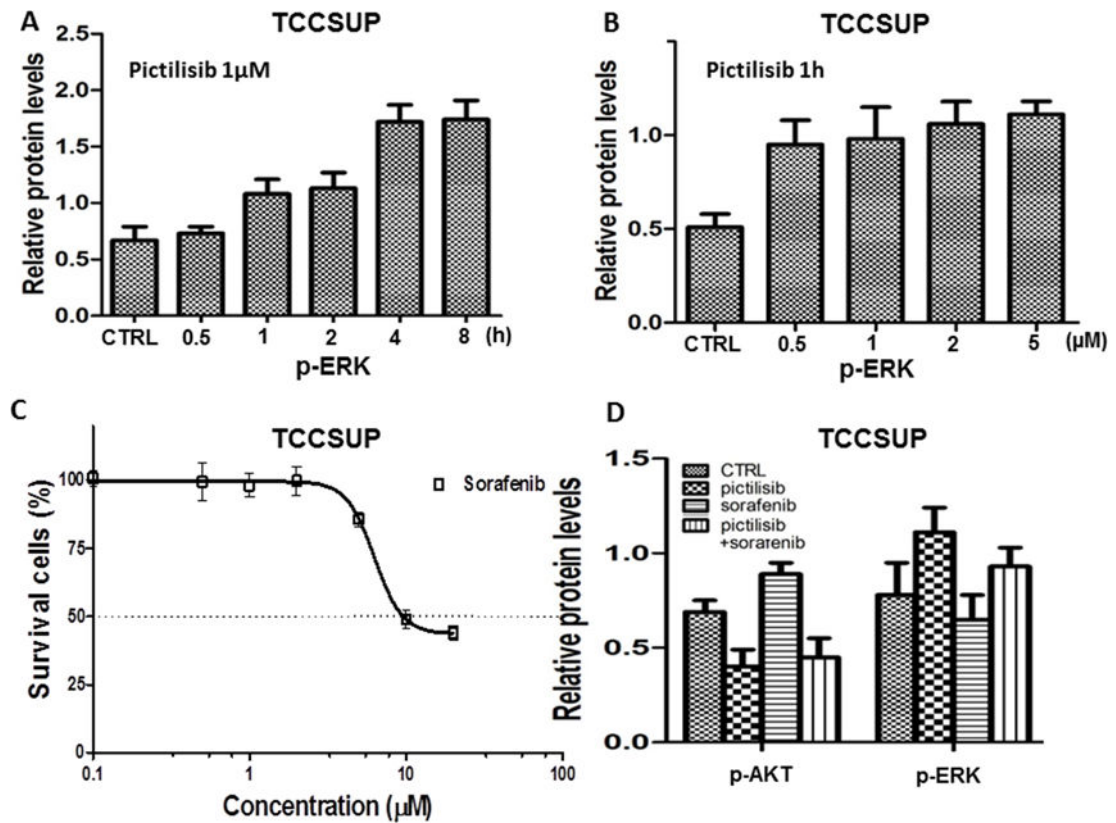 A
TCCSUP
Pictilisib 1µM
Relative protein levels
2.5
2.0
1.5
1.0
0.5
0.0
CTRL 0.5 1 2 4 8 (h)
p-ERK
B
TCCSUP
Pictilisib 1h
Relative protein levels
1.0
0.5
0.0
CTRL 0.5 1 2 5 (µM)
p-ERK
C
TCCSUP
Sorafenib
Survival cells (%)
100
75
50
25
0
0.1 1 10 100
Concentration (µM)
D
TCCSUP
CTRL
pictilisib
sorafenib
pictilisib
+sorafenib
Relative protein levels
1.5
1.0
0.5
0.0
p-AKT p-ERK